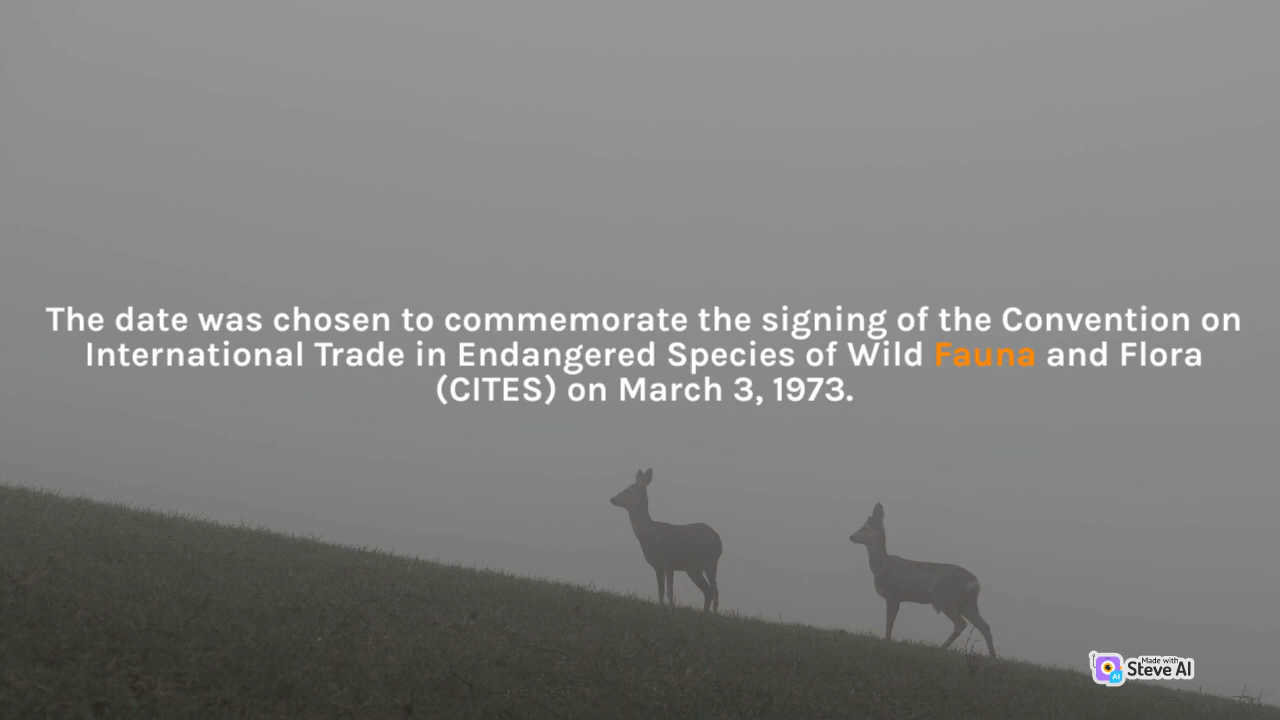 The date was chosen to commemorate the signing of the Convention on
International Trade in Endangered Species of Wild Fauna and Flora
(CITES) on March 3, 1973.
Made with
Steve AI
AI